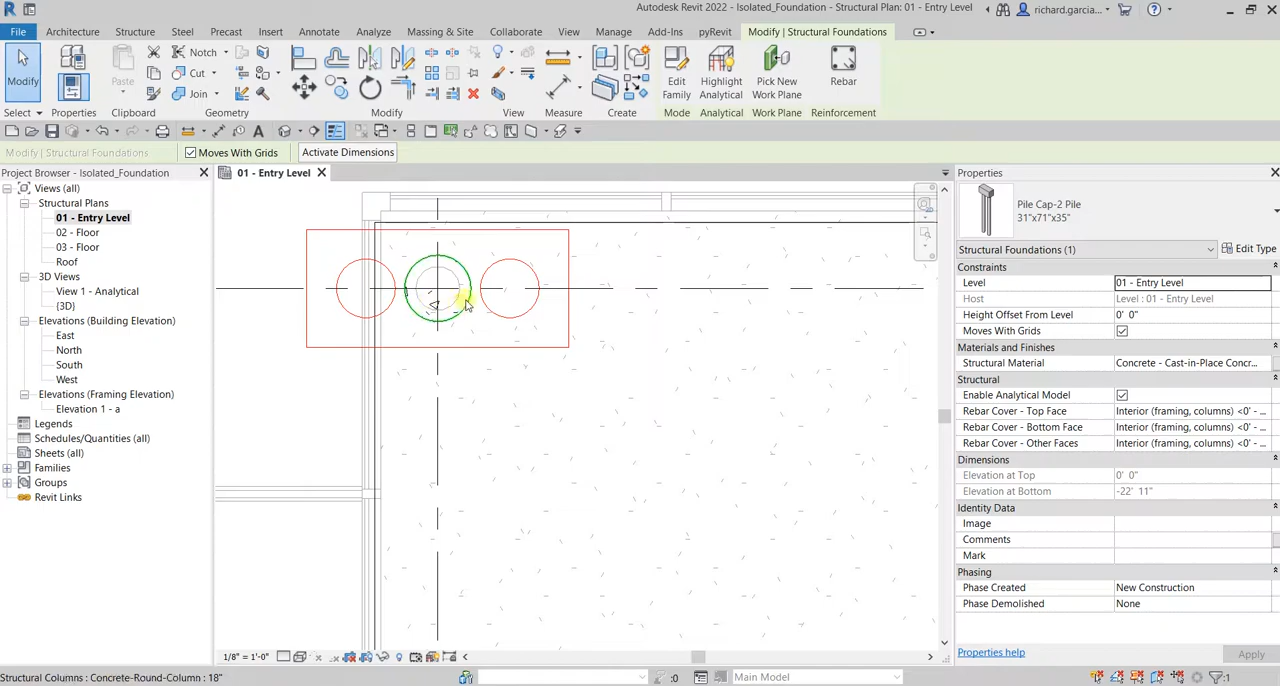 Autodesk Revit 2022 - Isolated_Foundation - Structural Plan: 01 - Entry Level
richard.garcia...
File Architecture Structure Steel Precast Insert Annotate Analyze Massing & Site Collaborate View Manage Add-Ins pyRevit Modify | Structural Foundations
Modify
Paste
Notch
Cut
Join
Edit Family
Highlight Analytical
Pick New Work Plane
Rebar
Select Properties Clipboard Geometry Modify View Measure Create Mode Analytical Work Plane Reinforcement
Modify | Structural Foundations Moves With Grids Activate Dimensions
Project Browser - Isolated_Foundation
01 - Entry Level
Properties
Views (all)
Structural Plans
01 - Entry Level
02 - Floor
03 - Floor
Roof
3D Views
View 1 - Analytical
{3D}
Elevations (Building Elevation)
East
North
South
West
Elevations (Framing Elevation)
Elevation 1 - a
Legends
Schedules/Quantities (all)
Sheets (all)
Families
Groups
Revit Links
Pile Cap-2 Pile
31"x71"x35"
Structural Foundations (1) Edit Type
Constraints
Level 01 - Entry Level
Host Level : 01 - Entry Level
Height Offset From Level 0' 0"
Moves With Grids
Materials and Finishes
Structural Material Concrete - Cast-in-Place Concr...
Structural
Enable Analytical Model
Rebar Cover - Top Face Interior (framing, columns) <0' - ...
Rebar Cover - Bottom Face Interior (framing, columns) <0' - ...
Rebar Cover - Other Faces Interior (framing, columns) <0' - ...
Dimensions
Elevation at Top 0' 0"
Elevation at Bottom -22' 11"
Identity Data
Image
Comments
Mark
Phasing
Phase Created New Construction
Phase Demolished None
Properties help Apply
1/8" = 1'-0"
Structural Columns : Concrete-Round-Column : 18" :0 Main Model :1